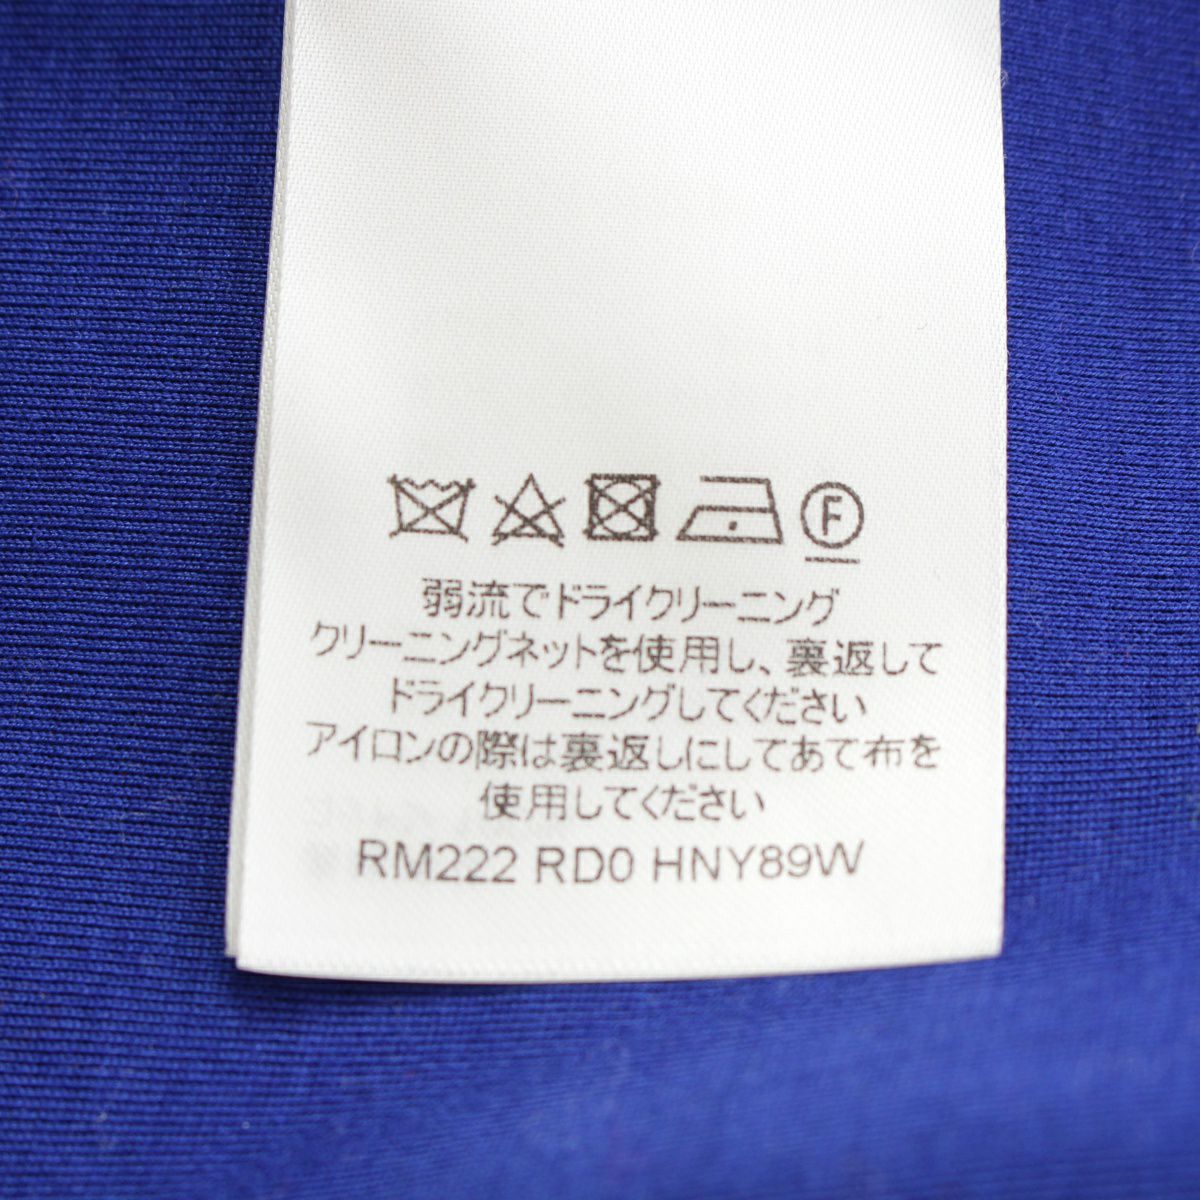 F
弱流でドライクリーニング
クリーニングネットを使用し、裏返して
ドライクリーニングしてください
アイロンの際は裏返しにしてあて布を
使用してください
RM222 RD0 HNY89W